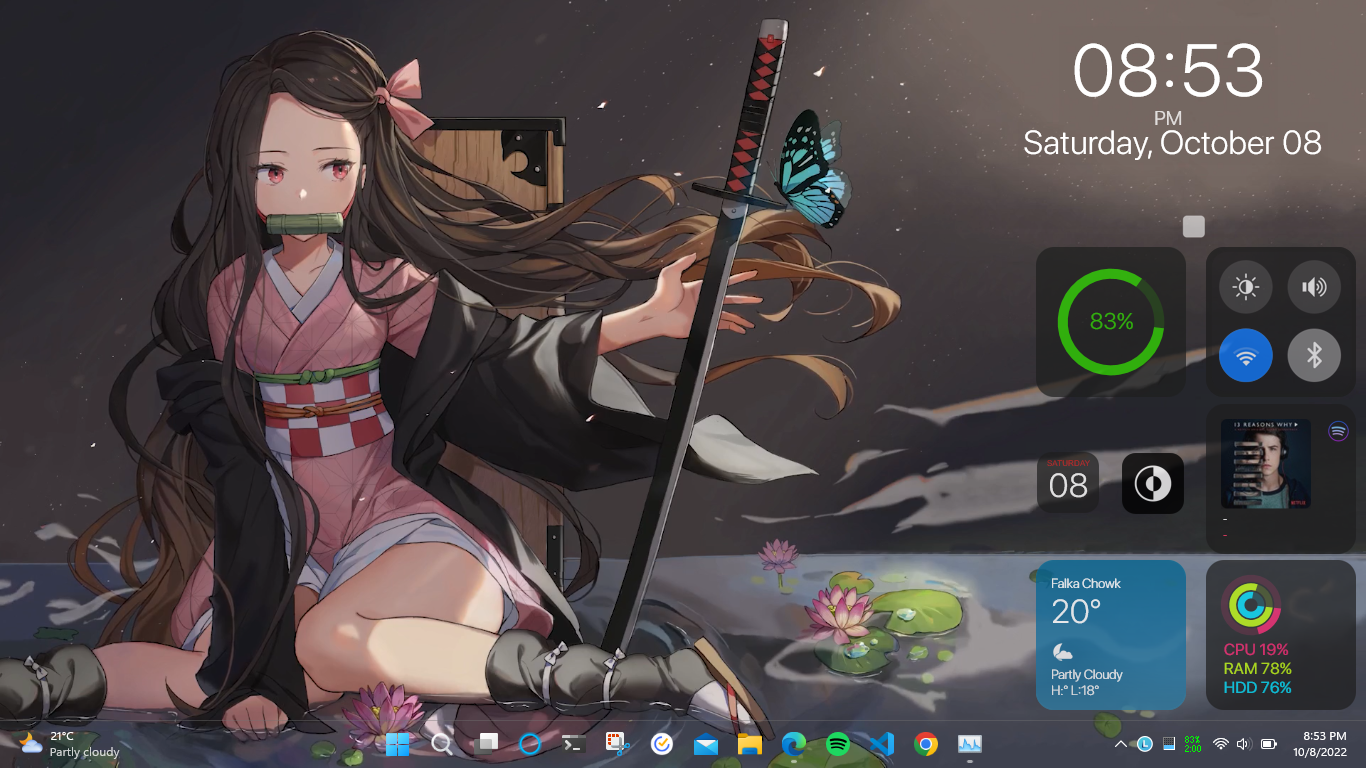 08:53
PM
Saturday, October 08
83%
13 REASONS WHY
SATURDAY
08
-
-
Falka Chowk
20°
Partly Cloudy
H:° L:18°
CPU 19%
RAM 78%
HDD 76%
21°C
Partly cloudy
L
83%
2:00
8:53 PM
10/8/2022